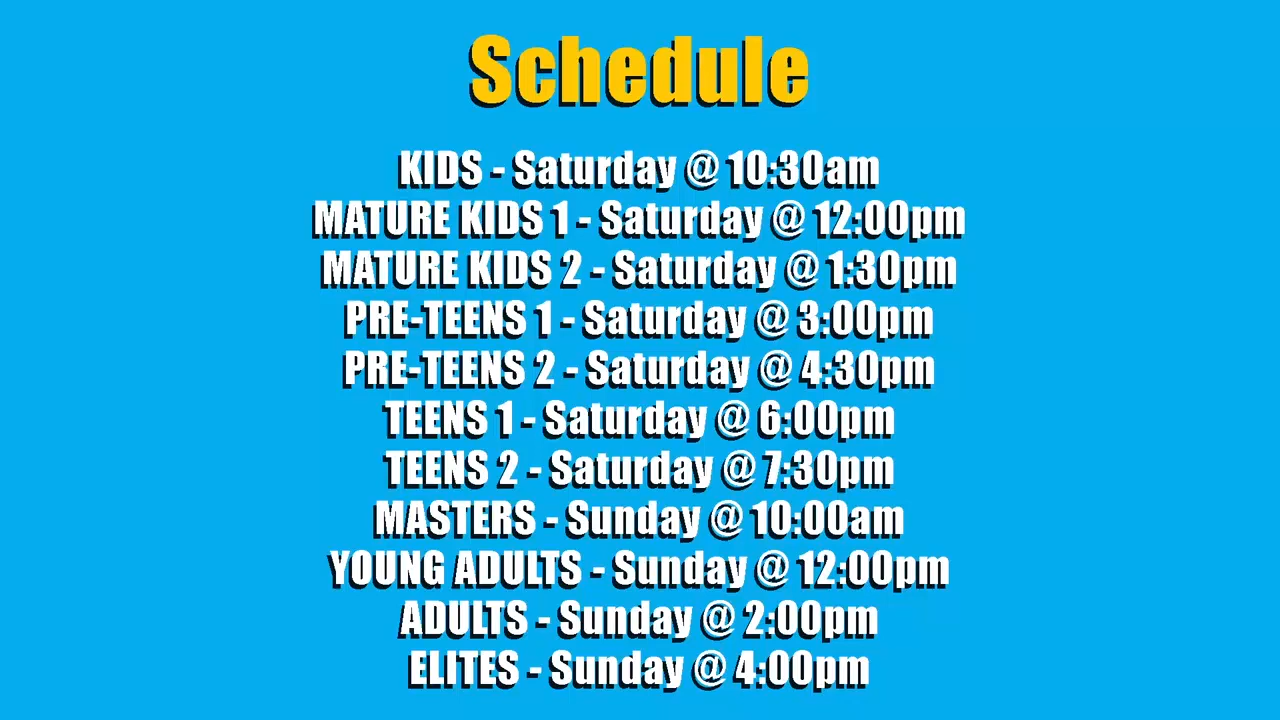 Schedule
KIDS - Saturday @ 10:30am
MATURE KIDS 1 - Saturday @ 12:00pm
MATURE KIDS 2 - Saturday @ 1:30pm
PRE-TEENS 1 - Saturday @ 3:00pm
PRE-TEENS 2 - Saturday @ 4:30pm
TEENS 1 - Saturday @ 6:00pm
TEENS 2 - Saturday @ 7:30pm
MASTERS - Sunday @ 10:00am
YOUNG ADULTS - Sunday @ 12:00pm
ADULTS - Sunday @ 2:00pm
ELITES - Sunday @ 4:00pm